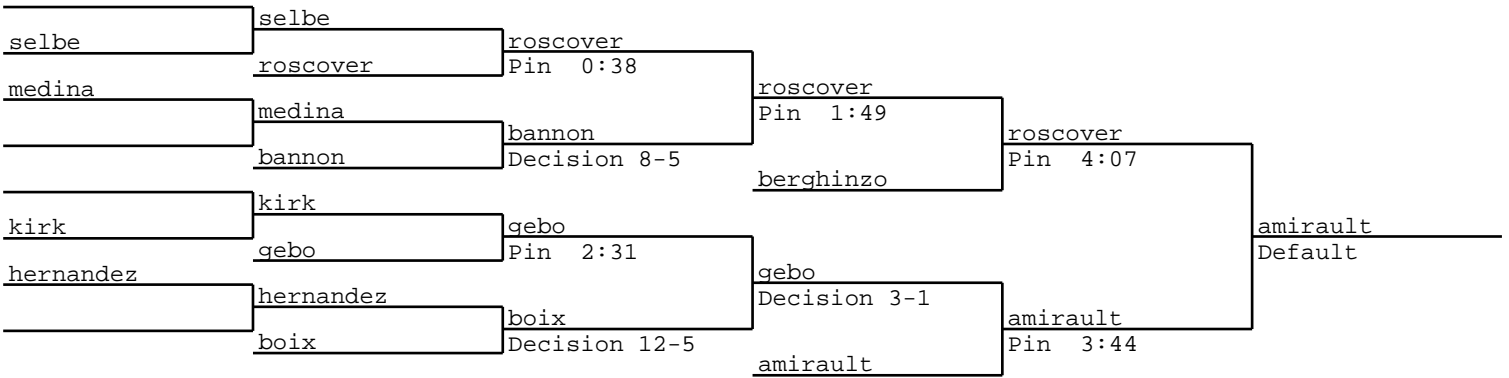 selbe
selbe
roscover
roscover
Pin 0:38
medina
medina
bannon
bannon
Decision 8-5
roscover
Pin 1:49
berghinzo
roscover
Pin 4:07
kirk
kirk
gebo
gebo
Pin 2:31
hernandez
hernandez
boix
boix
Decision 12-5
gebo
Decision 3-1
amirault
amirault
Pin 3:44
amirault
Default